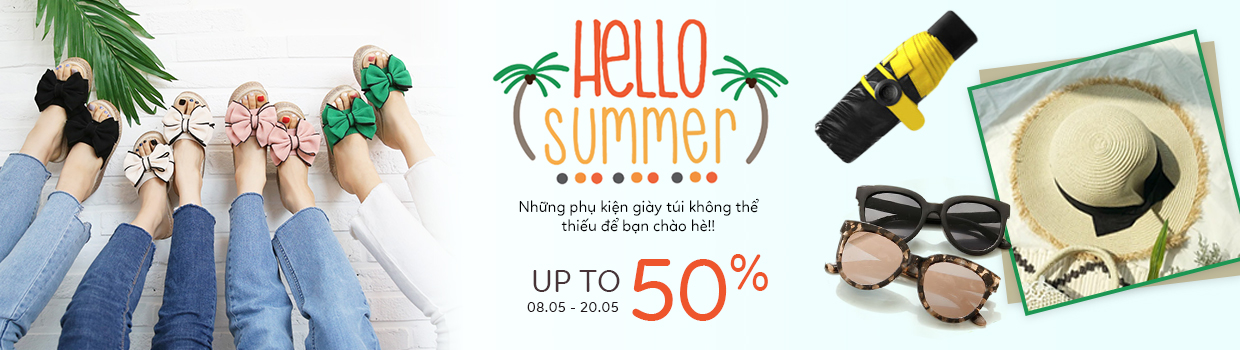 HELLO
summer
Những phụ kiện giày túi không thể
thiếu để bạn chào hè!!
UP TO 50%
08.05 - 20.05